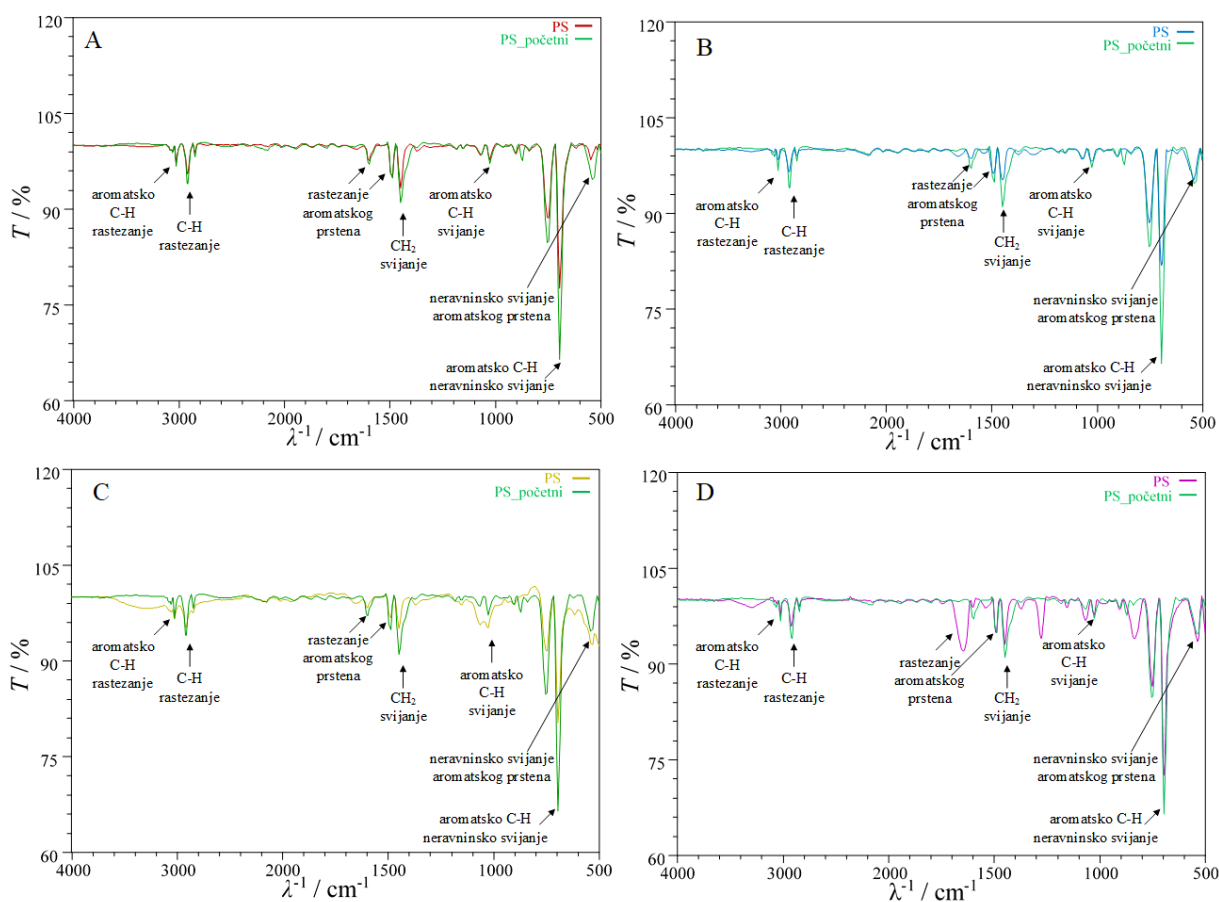 A
PS
PS_početni
120
105
90
75
60
T / %
aromatsko
C-H
rastezanje
C-H
rastezanje
rastezanje
aromatskog
prstena
CH₂
svijanje
aromatsko
C-H
svijanje
neravninsko svijanje
aromatskog prstena
aromatsko C-H
neravninsko svijanje
4000
3000
2000
1500
1000
500
λ⁻¹ / cm⁻¹
B
PS
PS_početni
120
105
90
75
60
T / %
aromatsko
C-H
rastezanje
C-H
rastezanje
rastezanje
aromatskog
prstena
CH₂
svijanje
aromatsko
C-H
svijanje
neravninsko svijanje
aromatskog prstena
aromatsko C-H
neravninsko svijanje
4000
3000
2000
1500
1000
500
λ⁻¹ / cm⁻¹
C
PS
PS_početni
120
105
90
75
60
T / %
aromatsko
C-H
rastezanje
C-H
rastezanje
rastezanje
aromatskog
prstena
CH₂
svijanje
aromatsko
C-H
svijanje
neravninsko svijanje
aromatskog prstena
aromatsko C-H
neravninsko svijanje
4000
3000
2000
1500
1000
500
λ⁻¹ / cm⁻¹
D
PS
PS_početni
120
105
90
75
60
T / %
aromatsko
C-H
rastezanje
C-H
rastezanje
rastezanje
aromatskog
prstena
CH₂
svijanje
aromatsko
C-H
svijanje
neravninsko svijanje
aromatskog prstena
aromatsko C-H
neravninsko svijanje
4000
3000
2000
1500
1000
500
λ⁻¹ / cm⁻¹